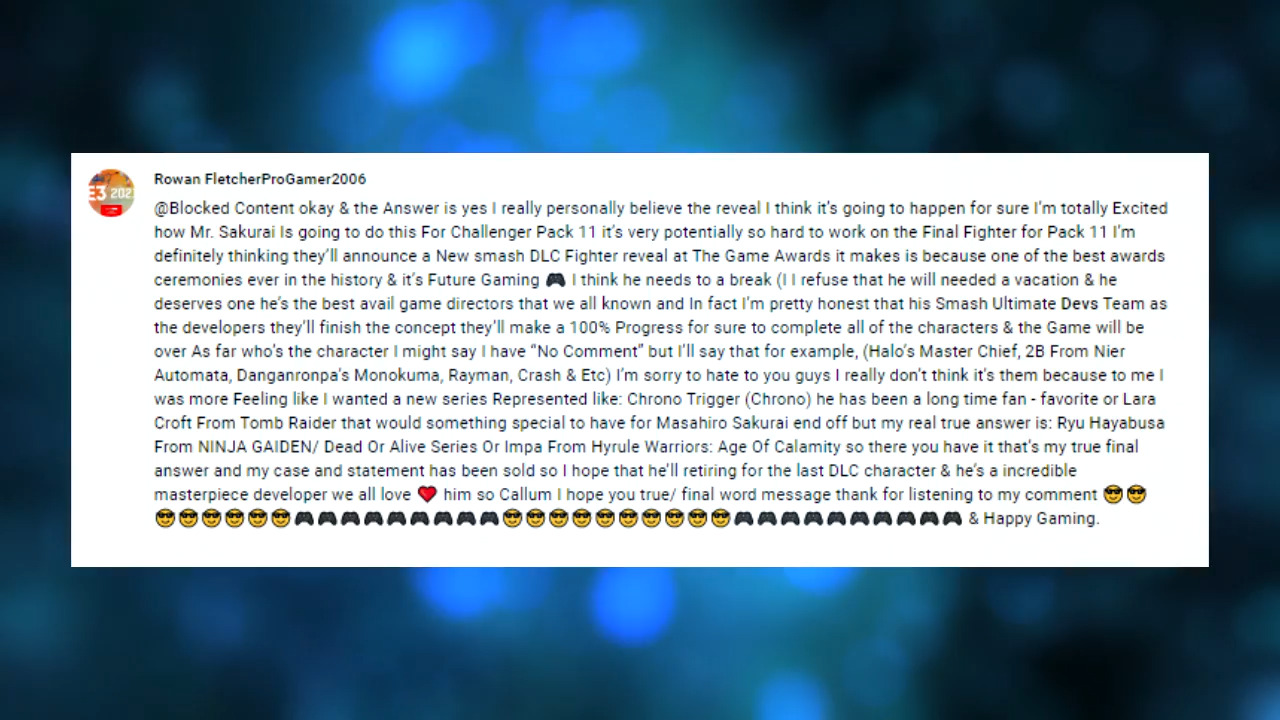 E3 202
Rowan FletcherProGamer2006
@Blocked Content okay & the Answer is yes I really personally believe the reveal I think it's going to happen for sure I'm totally Excited
how Mr. Sakurai Is going to do this For Challenger Pack 11 it's very potentially so hard to work on the Final Fighter for Pack 11 I'm
definitely thinking they'll announce a New smash DLC Fighter reveal at The Game Awards it makes is because one of the best awards
ceremonies ever in the history & it's Future Gaming 🎮 I think he needs to a break (I I refuse that he will needed a vacation & he
deserves one he's the best avail game directors that we all known and In fact I'm pretty honest that his Smash Ultimate Devs Team as
the developers they'll finish the concept they'll make a 100% Progress for sure to complete all of the characters & the Game will be
over As far who's the character I might say I have “No Comment” but I'll say that for example, (Halo's Master Chief, 2B From Nier
Automata, Danganronpa's Monokuma, Rayman, Crash & Etc) I'm sorry to hate to you guys I really don't think it's them because to me I
was more Feeling like I wanted a new series Represented like: Chrono Trigger (Chrono) he has been a long time fan - favorite or Lara
Croft From Tomb Raider that would something special to have for Masahiro Sakurai end off but my real true answer is: Ryu Hayabusa
From NINJA GAIDEN/ Dead Or Alive Series Or Impa From Hyrule Warriors: Age Of Calamity so there you have it that's my true final
answer and my case and statement has been sold so I hope that he'll retiring for the last DLC character & he's a incredible
masterpiece developer we all love ❤️ him so Callum I hope you true/ final word message thank for listening to my comment 😎😎
😎😎😎😎😎😎🎮🎮🎮🎮🎮🎮🎮🎮🎮😎😎😎😎😎😎😎😎😎😎🎮🎮🎮🎮🎮🎮🎮🎮🎮🎮 & Happy Gaming.